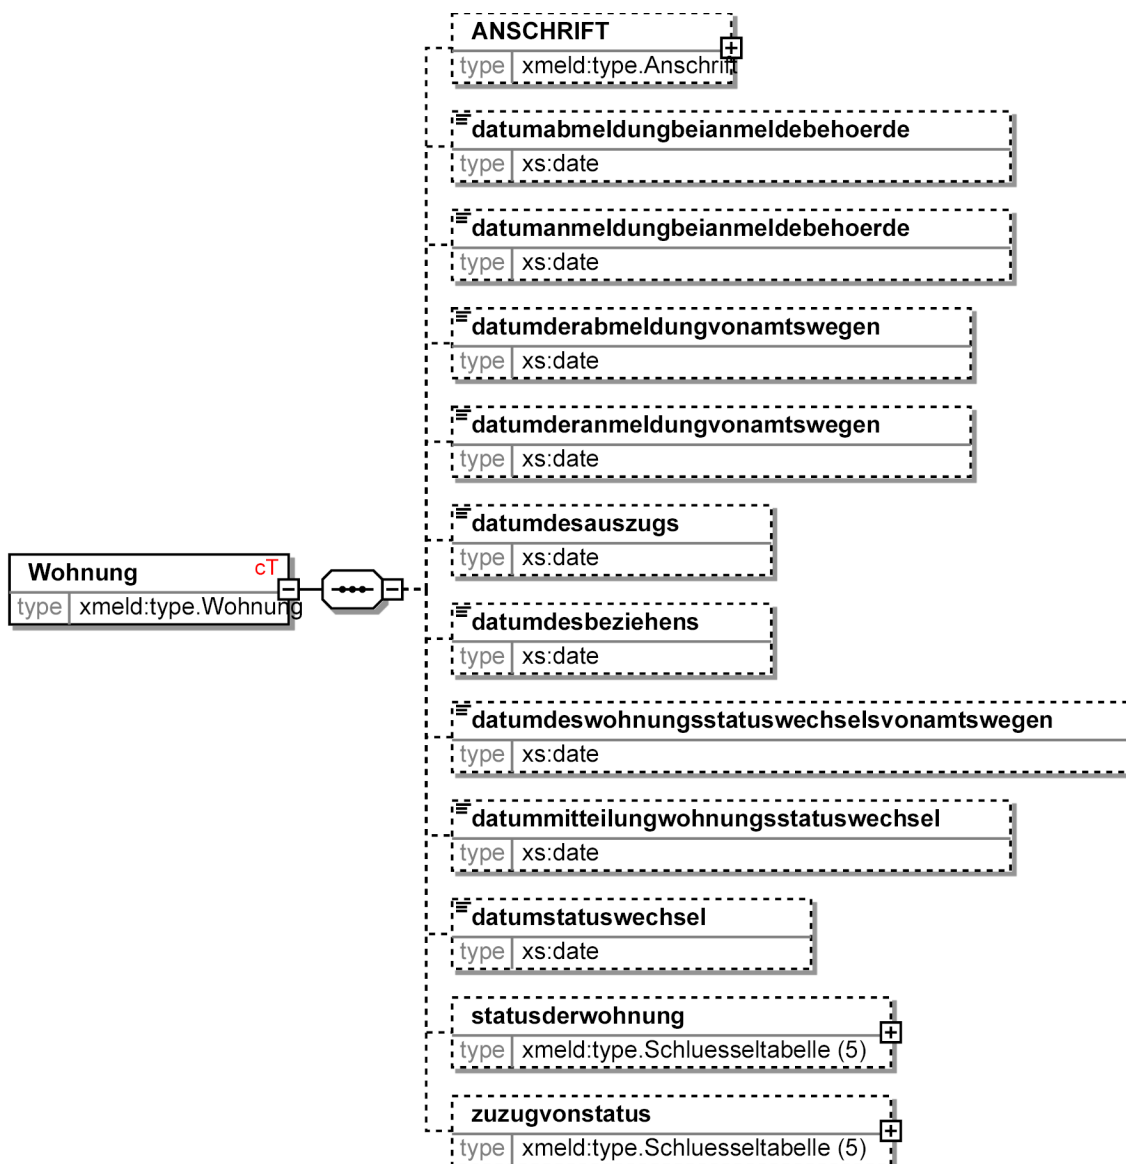 ANSCHRIFT
type xmeld:type.Anschrift
datumabmeldungbeianmeldebehoerde
type xs:date
datumanmeldungbeianmeldebehoerde
type xs:date
datumderabmeldungvonamtswegen
type xs:date
datumderanmeldungvonamtswegen
type xs:date
datumdesauszugs
type xs:date
Wohnung cT
type xmeld:type.Wohnung
datumdesbeziehens
type xs:date
datumdeswohnungsstatuswechselsvonamtswegen
type xs:date
datummitteilungwohnungsstatuswechsel
type xs:date
datumstatuswechsel
type xs:date
statusderwohnung
type xmeld:type.Schluesseltabelle (5)
zuzugvonstatus
type xmeld:type.Schluesseltabelle (5)